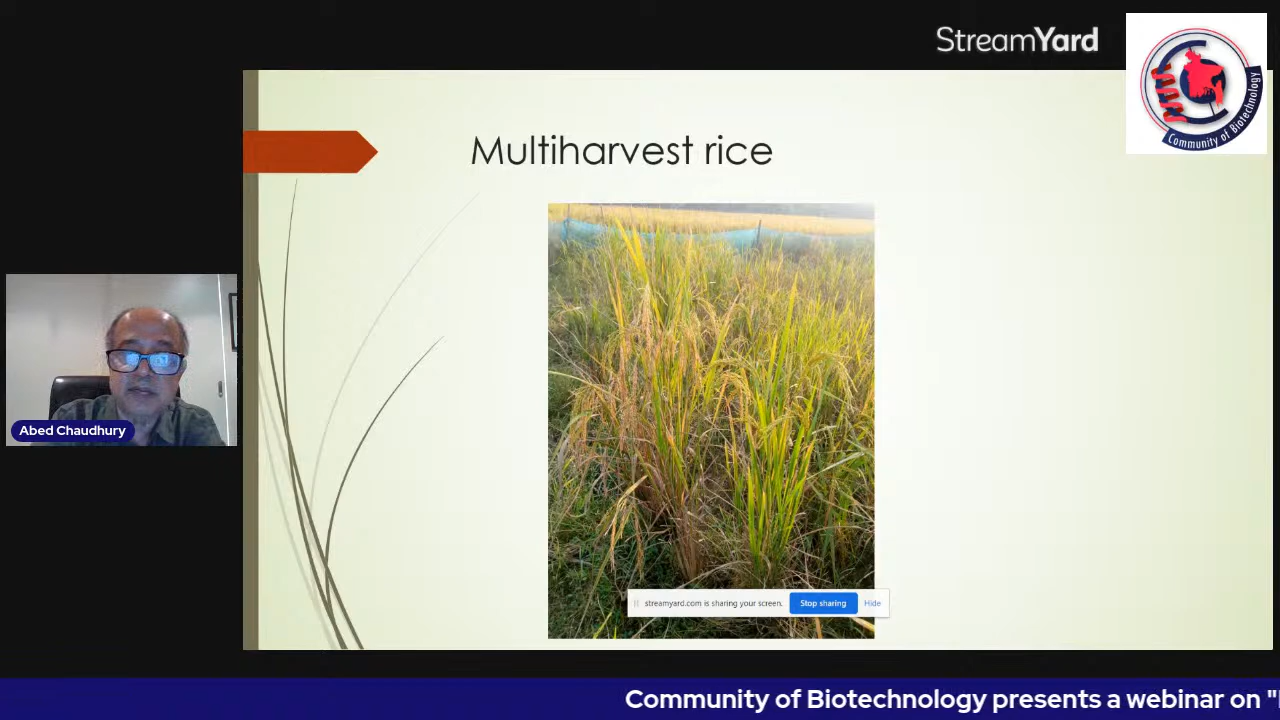 StreamYard
Community of Biotechnology
Multiharvest rice
Abed Chaudhury
streamyard.com is sharing your screen. Stop sharing Hide
Community of Biotechnology presents a webinar on "